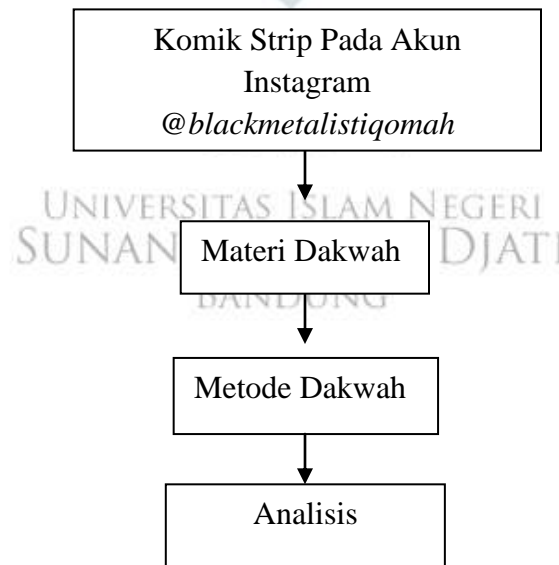 Komik Strip Pada Akun
Instagram
@blackmetalistiqomah
UNIVERSITAS ISLAM NEGERI
SUNAN DJATI
Materi Dakwah
BANDUNG
Metode Dakwah
Analisis